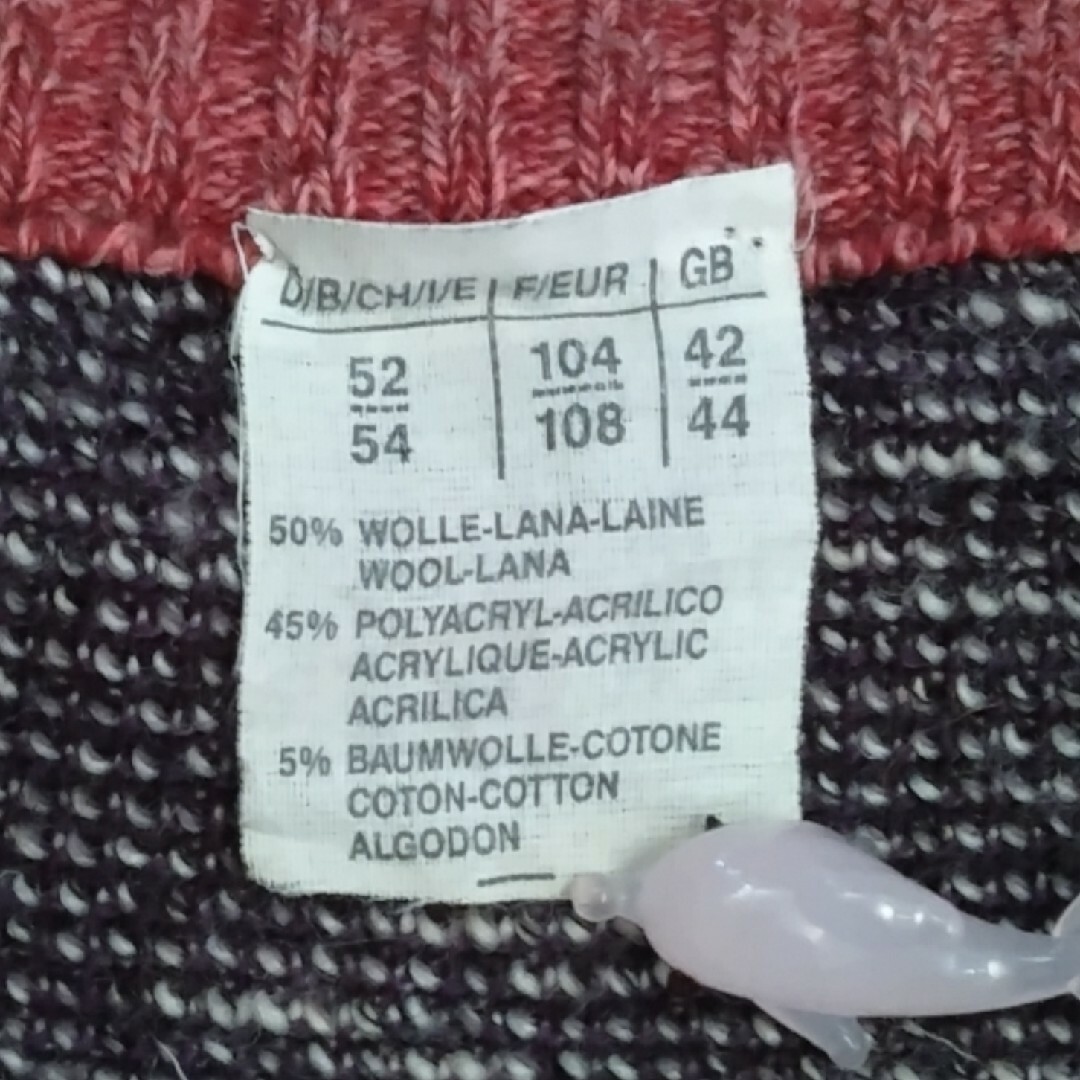 D/B/CH/I/E F/EUR GB
52 104 42
54 108 44
50% WOLLE-LANA-LAINE
WOOL-LANA
45% POLYACRYL-ACRILICO
ACRYLIQUE-ACRYLIC
ACRILICA
5% BAUMWOLLE-COTONE
COTON-COTTON
ALGODON